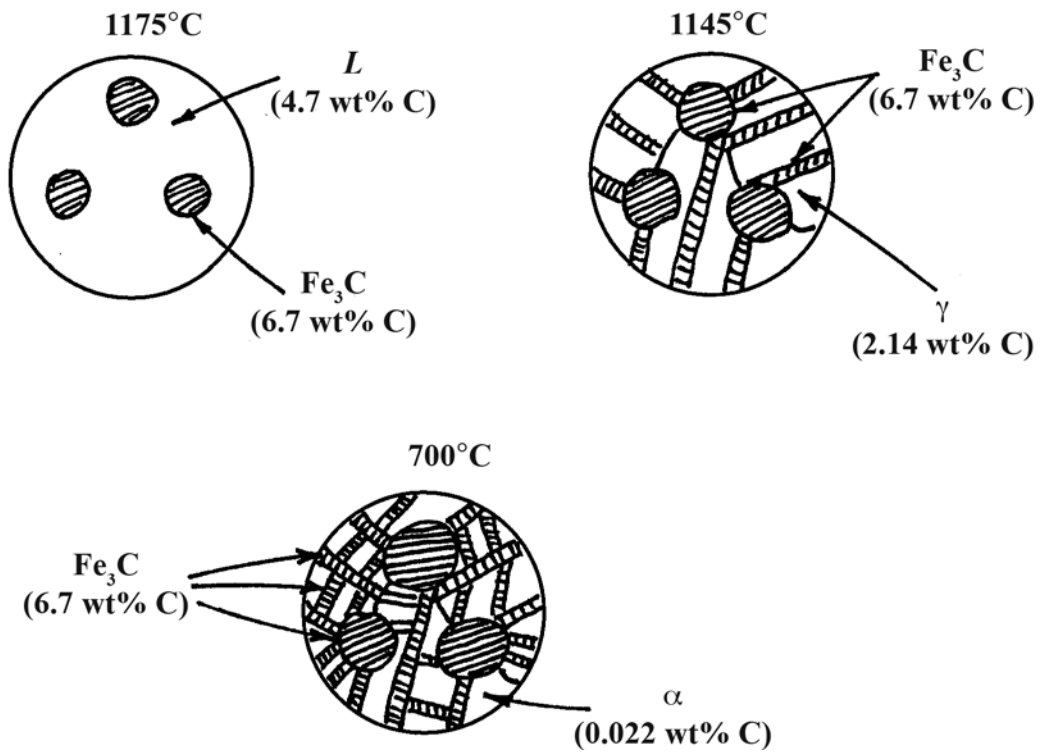 1175°C
L
(4.7 wt% C)
Fe₃C
(6.7 wt% C)
1145°C
Fe₃C
(6.7 wt% C)
γ
(2.14 wt% C)
700°C
Fe₃C
(6.7 wt% C)
α
(0.022 wt% C)